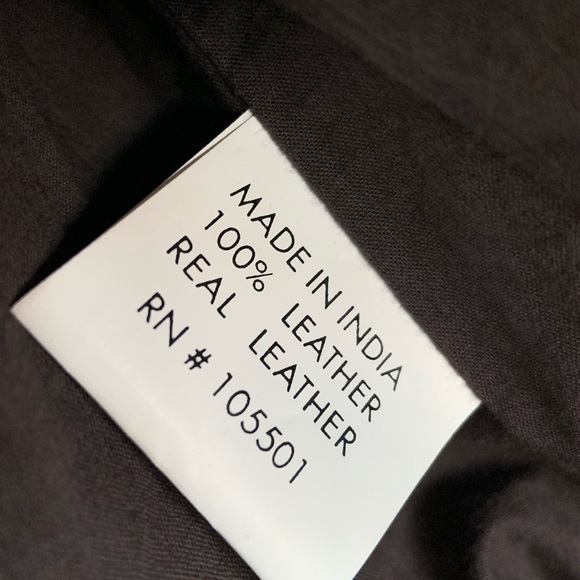 MADE IN INDIA
100% LEATHER
REAL LEATHER
RN # 105501